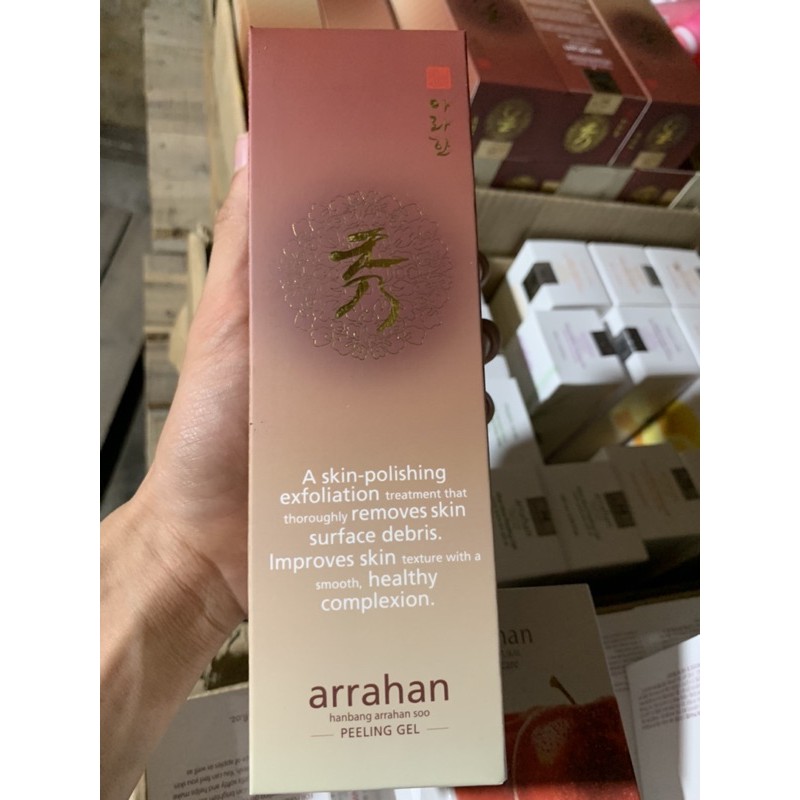 아라한
秀
A skin-polishing
exfoliation treatment that
thoroughly removes skin
surface debris.
Improves skin texture with a
smooth, healthy
complexion.
arrahan
hanbang arrahan soo
PEELING GEL